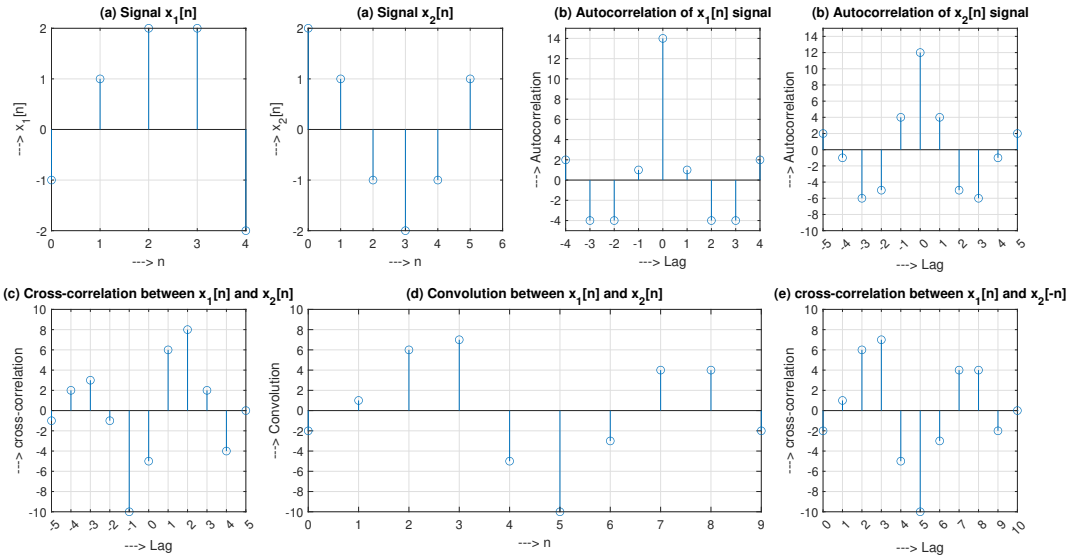 (a) Signal x1[n]
2
1
0
-1
-2
0 1 2 3 4
---> x1[n]
---> n
(a) Signal x2[n]
2
1
0
-1
-2
0 1 2 3 4 5 6
---> x2[n]
---> n
(b) Autocorrelation of x1[n] signal
14
12
10
8
6
4
2
0
-2
-4
-4 -3 -2 -1 0 1 2 3 4
---> Autocorrelation
---> Lag
(b) Autocorrelation of x2[n] signal
14
12
10
8
6
4
2
0
-2
-4
-6
-8
-10
-5 -4 -3 -2 -1 0 1 2 3 4 5
---> Autocorrelation
---> Lag
(c) Cross-correlation between x1[n] and x2[n]
10
8
6
4
2
0
-2
-4
-6
-8
-10
-5 -4 -3 -2 -1 0 1 2 3 4 5
---> cross-correlation
---> Lag
(d) Convolution between x1[n] and x2[n]
10
8
6
4
2
0
-2
-4
-6
-8
-10
0 1 2 3 4 5 6 7 8 9
---> Convolution
---> n
(e) cross-correlation between x1[n] and x2[-n]
10
8
6
4
2
0
-2
-4
-6
-8
-10
0 1 2 3 4 5 6 7 8 9 10
---> cross-correlation
---> Lag